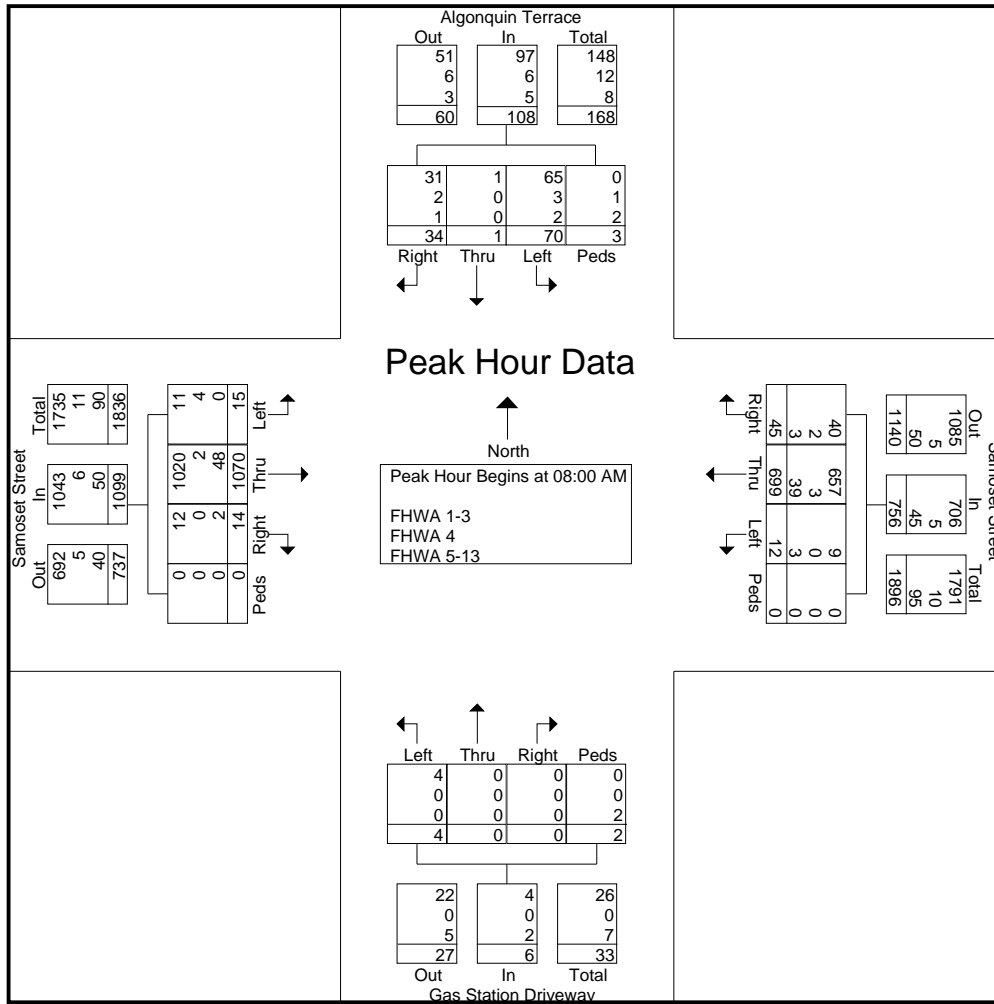 Algonquin Terrace
Out In Total
51 97 148
6 6 12
3 5 8
60 108 168
31 1 65 0
2 0 3 1
1 0 2 2
34 1 70 3
Right Thru Left Peds
Peak Hour Data
North
Peak Hour Begins at 08:00 AM
FHWA 1-3
FHWA 4
FHWA 5-13
Samoset Street
Total In Out
1735 1043 692
11 6 5
90 50 40
1836 1099 737
11 1020 12 0
4 2 0 0
0 48 2 0
15 1070 14 0
Left Thru Right Peds
Samoset Street
Out In Total
1085 706 1791
5 5 10
50 45 95
1140 756 1896
40 657 9 0
2 3 0 0
3 39 3 0
45 699 12 0
Right Thru Left Peds
Left Thru Right Peds
4 0 0 0
0 0 0 0
0 0 0 2
4 0 0 2
22 4 26
0 0 0
5 2 7
27 6 33
Out In Total
Gas Station Driveway